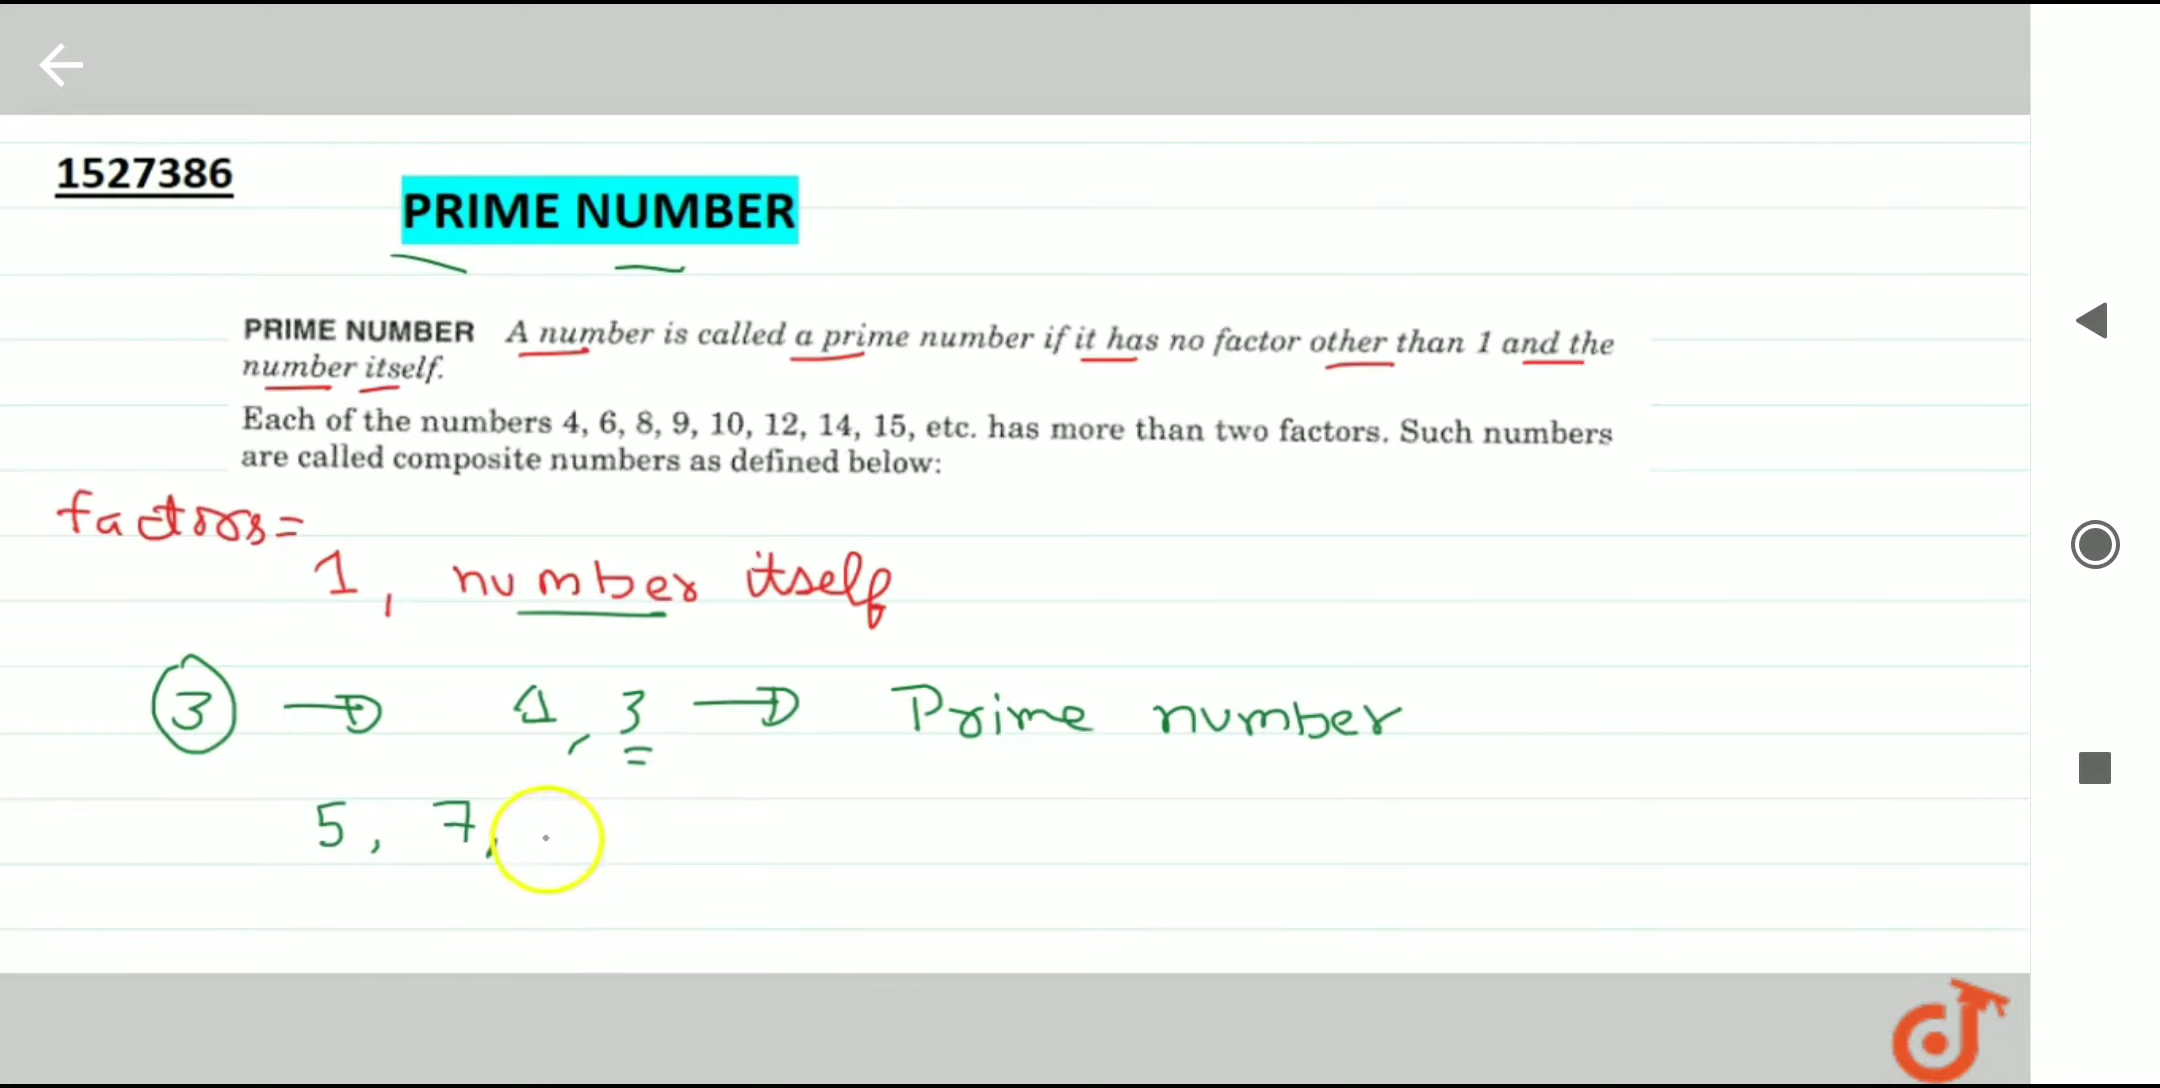 1527386
PRIME NUMBER
PRIME NUMBER A number is called a prime number if it has no factor other than 1 and the
number itself.
Each of the numbers 4, 6, 8, 9, 10, 12, 14, 15, etc. has more than two factors. Such numbers
are called composite numbers as defined below:
factors=
1, number itself
3 → 1, 3 → Prime number
5, 7,